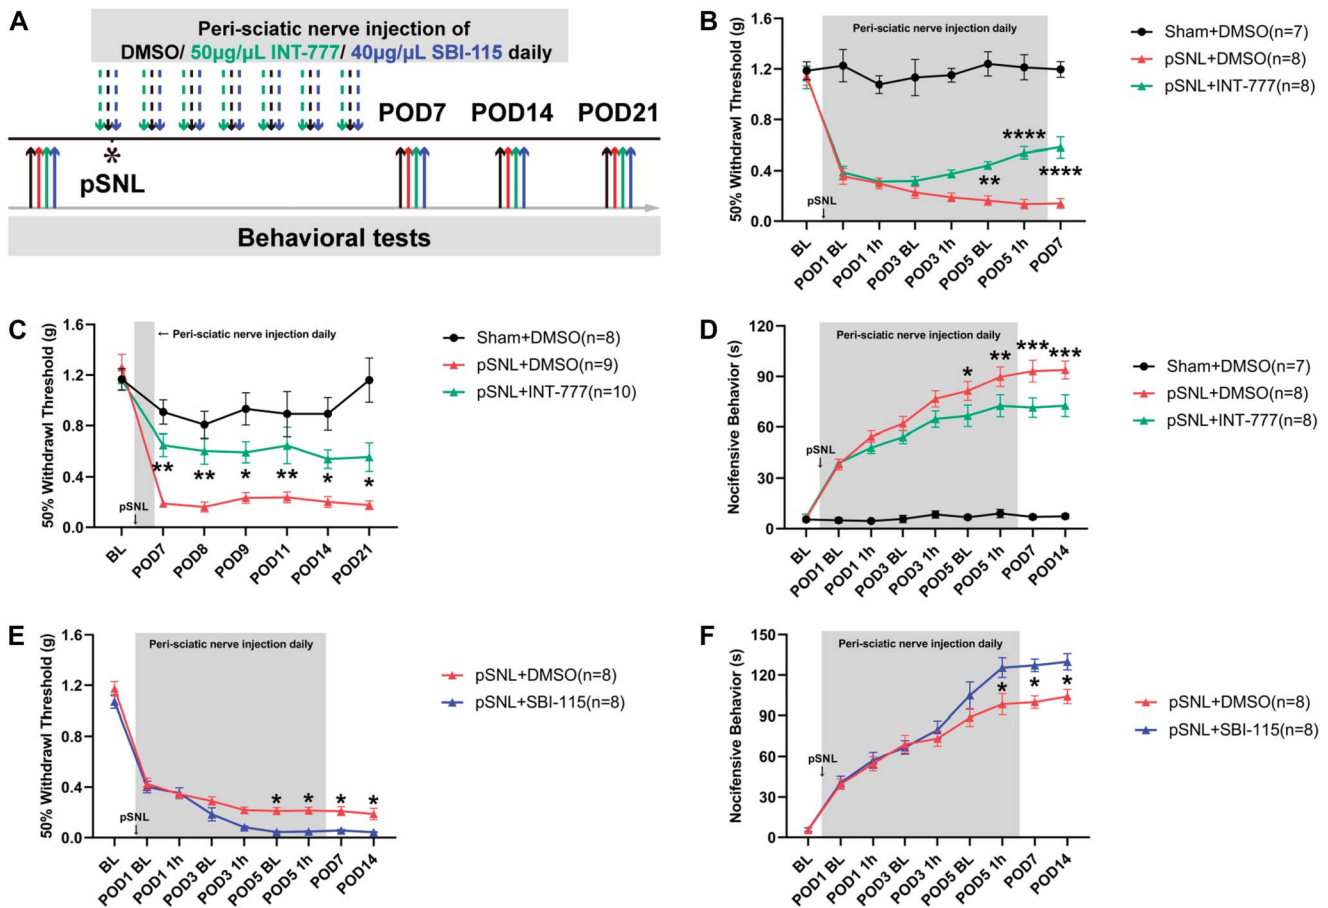 A
Peri-sciatic nerve injection of
DMSO/ 50μg/μL INT-777/ 40μg/μL SBI-115 daily
POD7
POD14
POD21
*
pSNL
Behavioral tests
B
50% Withdrawl Threshold (g)
1.6
1.2
0.8
0.4
0.0
Peri-sciatic nerve injection daily
****
**
****
pSNL
BL
POD1 BL
POD1 1h
POD3 BL
POD3 1h
POD5 BL
POD5 1h
POD7
Sham+DMSO(n=7)
pSNL+DMSO(n=8)
pSNL+INT-777(n=8)
C
50% Withdrawl Threshold (g)
1.6
1.2
0.8
0.4
0.0
← Peri-sciatic nerve injection daily
**
**
*
**
*
*
pSNL
BL
POD7
POD8
POD9
POD11
POD14
POD21
Sham+DMSO(n=8)
pSNL+DMSO(n=9)
pSNL+INT-777(n=10)
D
Nocifensive Behavior (s)
120
90
60
30
0
Peri-sciatic nerve injection daily
*
**
***
***
pSNL
BL
POD1 BL
POD1 1h
POD3 BL
POD3 1h
POD5 BL
POD5 1h
POD7
POD14
Sham+DMSO(n=7)
pSNL+DMSO(n=8)
pSNL+INT-777(n=8)
E
50% Withdrawl Threshold (g)
1.6
1.2
0.8
0.4
0.0
Peri-sciatic nerve injection daily
*
*
*
*
pSNL
BL
POD1 BL
POD1 1h
POD3 BL
POD3 1h
POD5 BL
POD5 1h
POD7
POD14
pSNL+DMSO(n=8)
pSNL+SBI-115(n=8)
F
Nocifensive Behavior (s)
150
120
90
60
30
0
Peri-sciatic nerve injection daily
*
*
*
pSNL
BL
POD1 BL
POD1 1h
POD3 BL
POD3 1h
POD5 BL
POD5 1h
POD7
POD14
pSNL+DMSO(n=8)
pSNL+SBI-115(n=8)